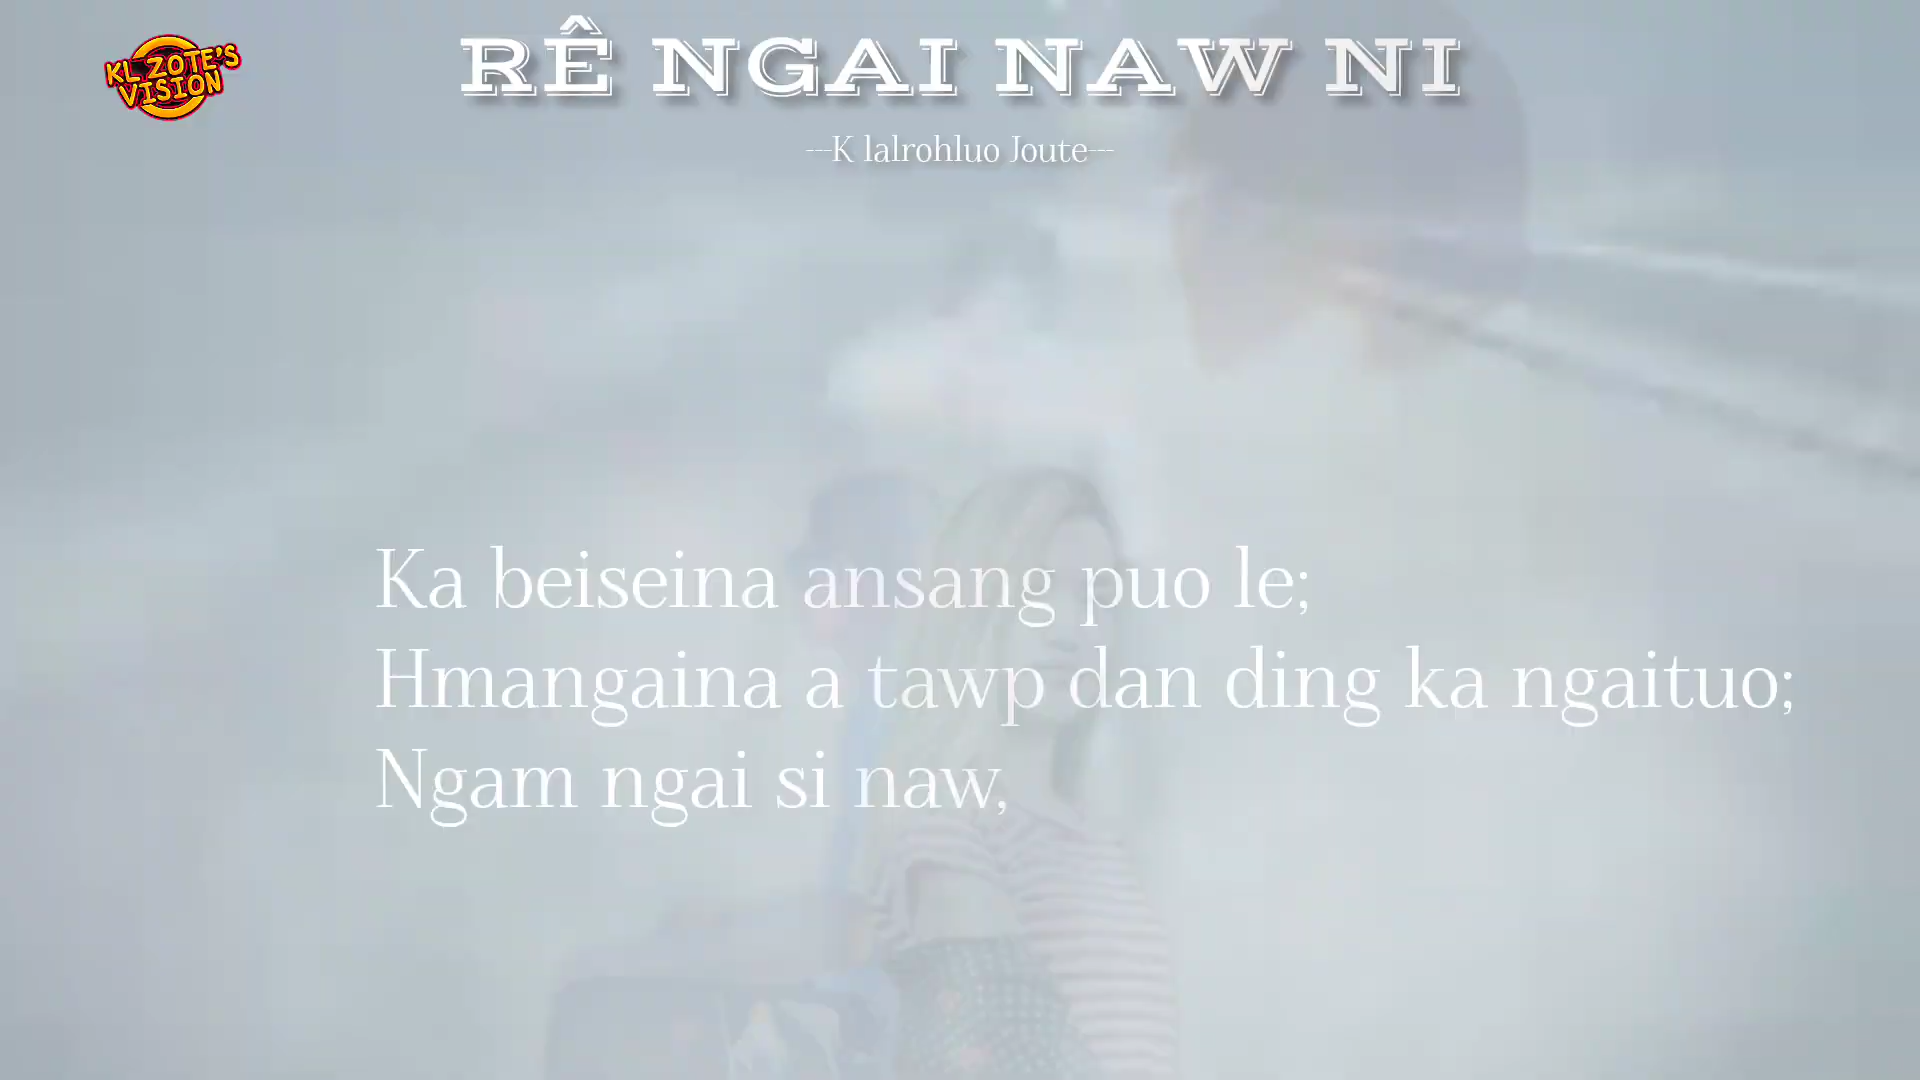 KL ZOTE'S
VISION
RÊ NGAI NAW NI
---K lalrohluo Joute---
Ka beiseina ansang puo le;
Hmangaina a tawp dan ding ka ngaituo;
Ngam ngai si naw,